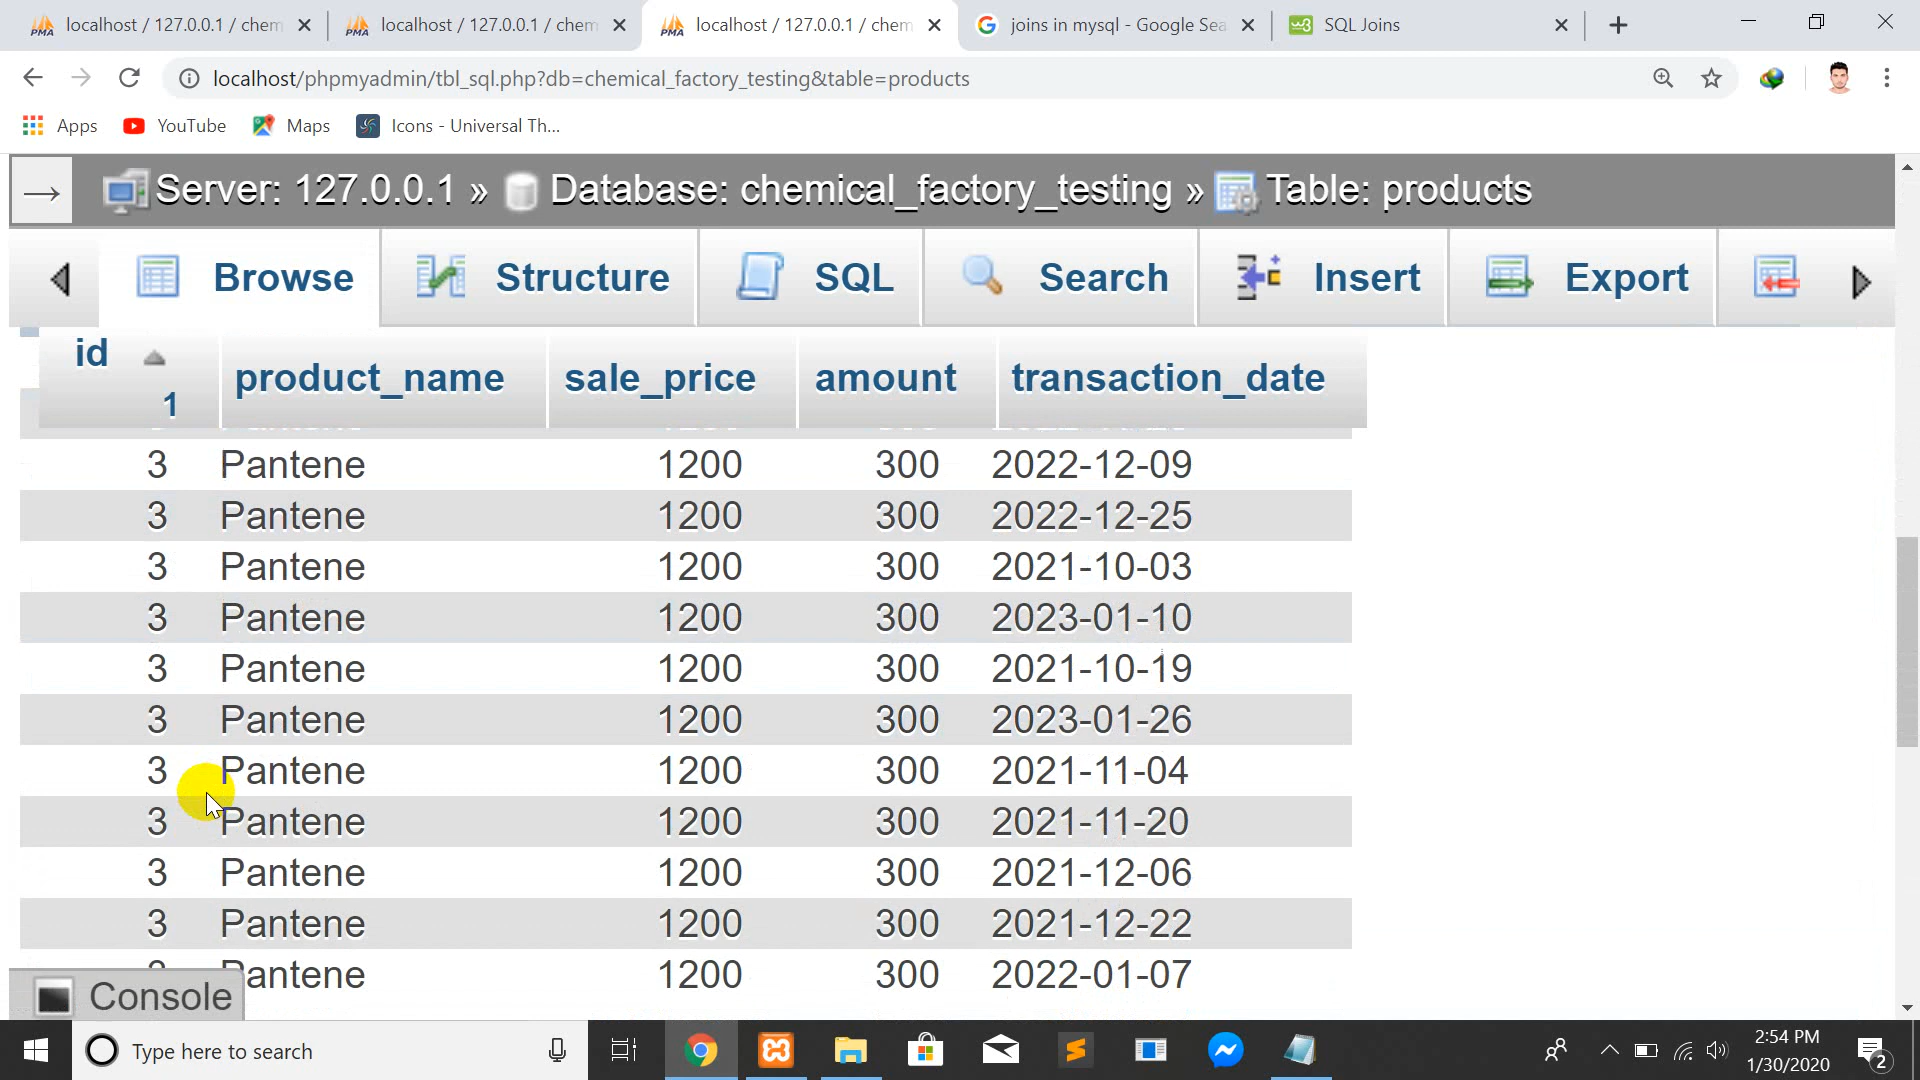 localhost / 127.0.0.1 / chem
localhost / 127.0.0.1 / chem
localhost / 127.0.0.1 / chem
joins in mysql - Google Sea
SQL Joins
localhost/phpmyadmin/tbl_sql.php?db=chemical_factory_testing&table=products
Apps YouTube Maps Icons - Universal Th...
Server: 127.0.0.1 » Database: chemical_factory_testing » Table: products
Browse Structure SQL Search Insert Export
id 1 product_name sale_price amount transaction_date
3 Pantene 1200 300 2022-12-09
3 Pantene 1200 300 2022-12-25
3 Pantene 1200 300 2021-10-03
3 Pantene 1200 300 2023-01-10
3 Pantene 1200 300 2021-10-19
3 Pantene 1200 300 2023-01-26
3 Pantene 1200 300 2021-11-04
3 Pantene 1200 300 2021-11-20
3 Pantene 1200 300 2021-12-06
3 Pantene 1200 300 2021-12-22
Pantene 1200 300 2022-01-07
Console
Type here to search
2:54 PM
1/30/2020
2